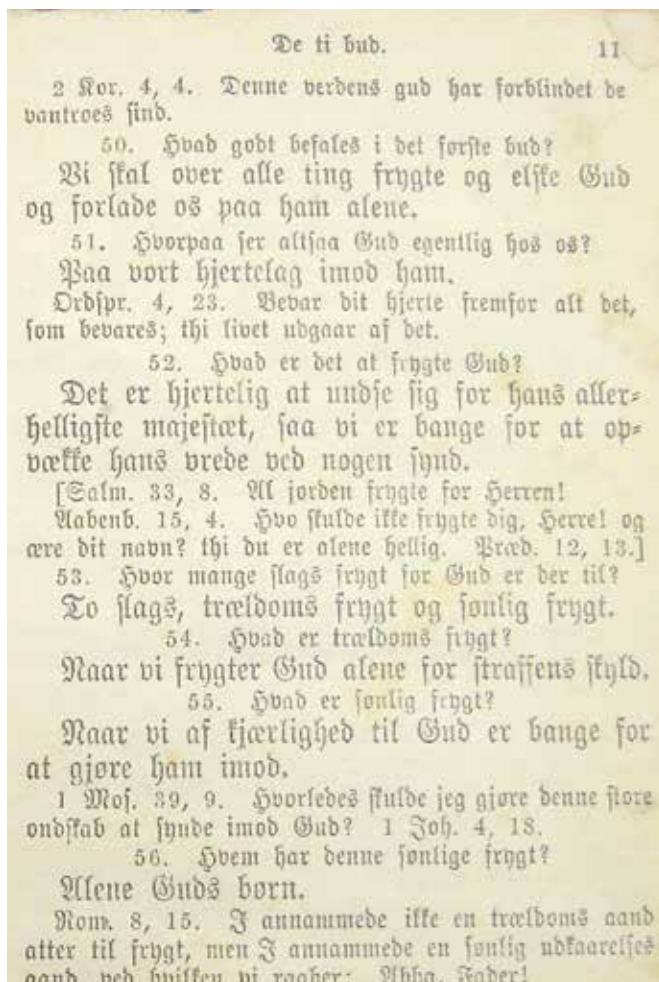 De ti bud. 11
2 Kor. 4, 4. Denne verdens gud har forblindet de
vantroes sind.
50. Hvad godt befales i det første bud?
Vi skal over alle ting frygte og elske Gud
og forlade os paa ham alene.
51. Hvorpaa ser altsaa Gud egentlig hos os?
Paa vort hjertelag imod ham.
Ordspr. 4, 23. Bevar dit hjerte fremfor alt det,
som bevares; thi livet udgaar af det.
52. Hvad er det at frygte Gud?
Det er hjertelig at undse sig for hans aller-
helligste majestæt, saa vi er bange for at op-
vække hans vrede ved nogen synd.
[Salm. 33, 8. Al jorden frygte for Herren!
Aabenb. 15, 4. Hvo skulde ikke frygte dig, Herre! og
ære dit navn? thi du er alene hellig. Præd. 12, 13.]
53. Hvor mange slags frygt for Gud er der til?
To slags, trældoms frygt og sønlig frygt.
54. Hvad er trældoms frygt?
Naar vi frygter Gud alene for straffens skyld.
55. Hvad er sønlig frygt?
Naar vi af kjærlighed til Gud er bange for
at gjøre ham imod.
1 Mos. 39, 9. Hvorledes skulde jeg gjøre denne store
ondskab at synde imod Gud? 1 Joh. 4, 18.
56. Hvem har denne sønlige frygt?
Alene Guds børn.
Rom. 8, 15. I annammede ikke en trældoms aand
atter til frygt, men I annammede en sønlig udkaarelses
aand, ved hvilken vi raaber: Abba, Fader!